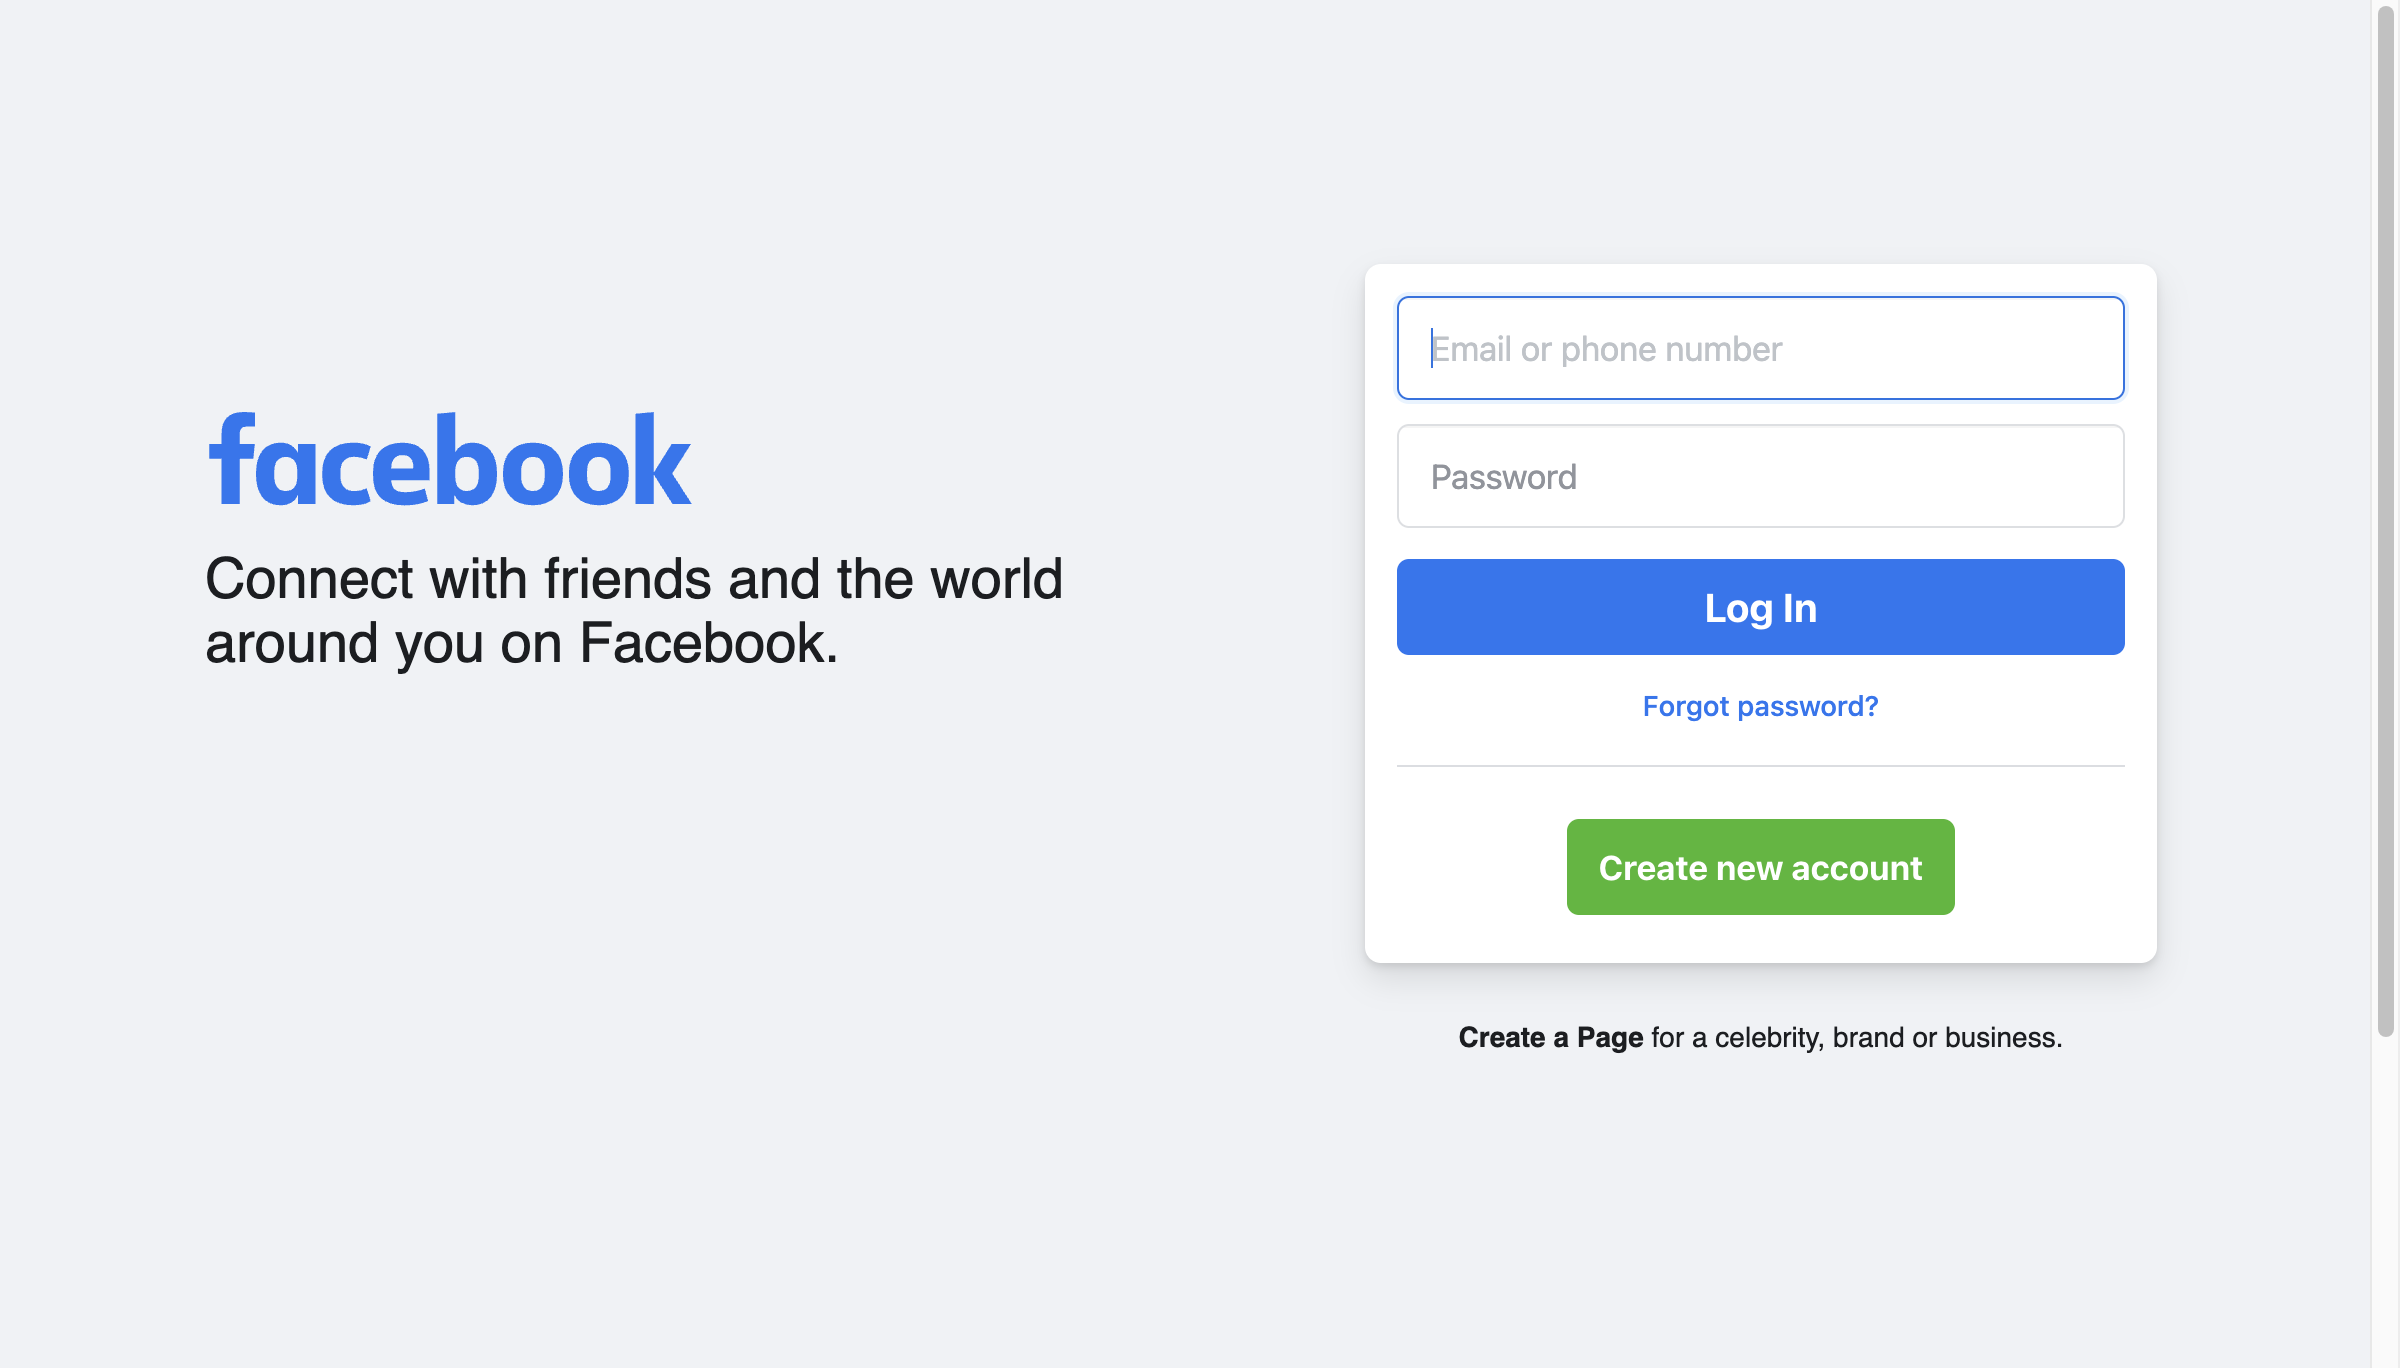 facebook
Connect with friends and the world
around you on Facebook.
Email or phone number
Password
Log In
Forgot password?
Create new account
Create a Page for a celebrity, brand or business.